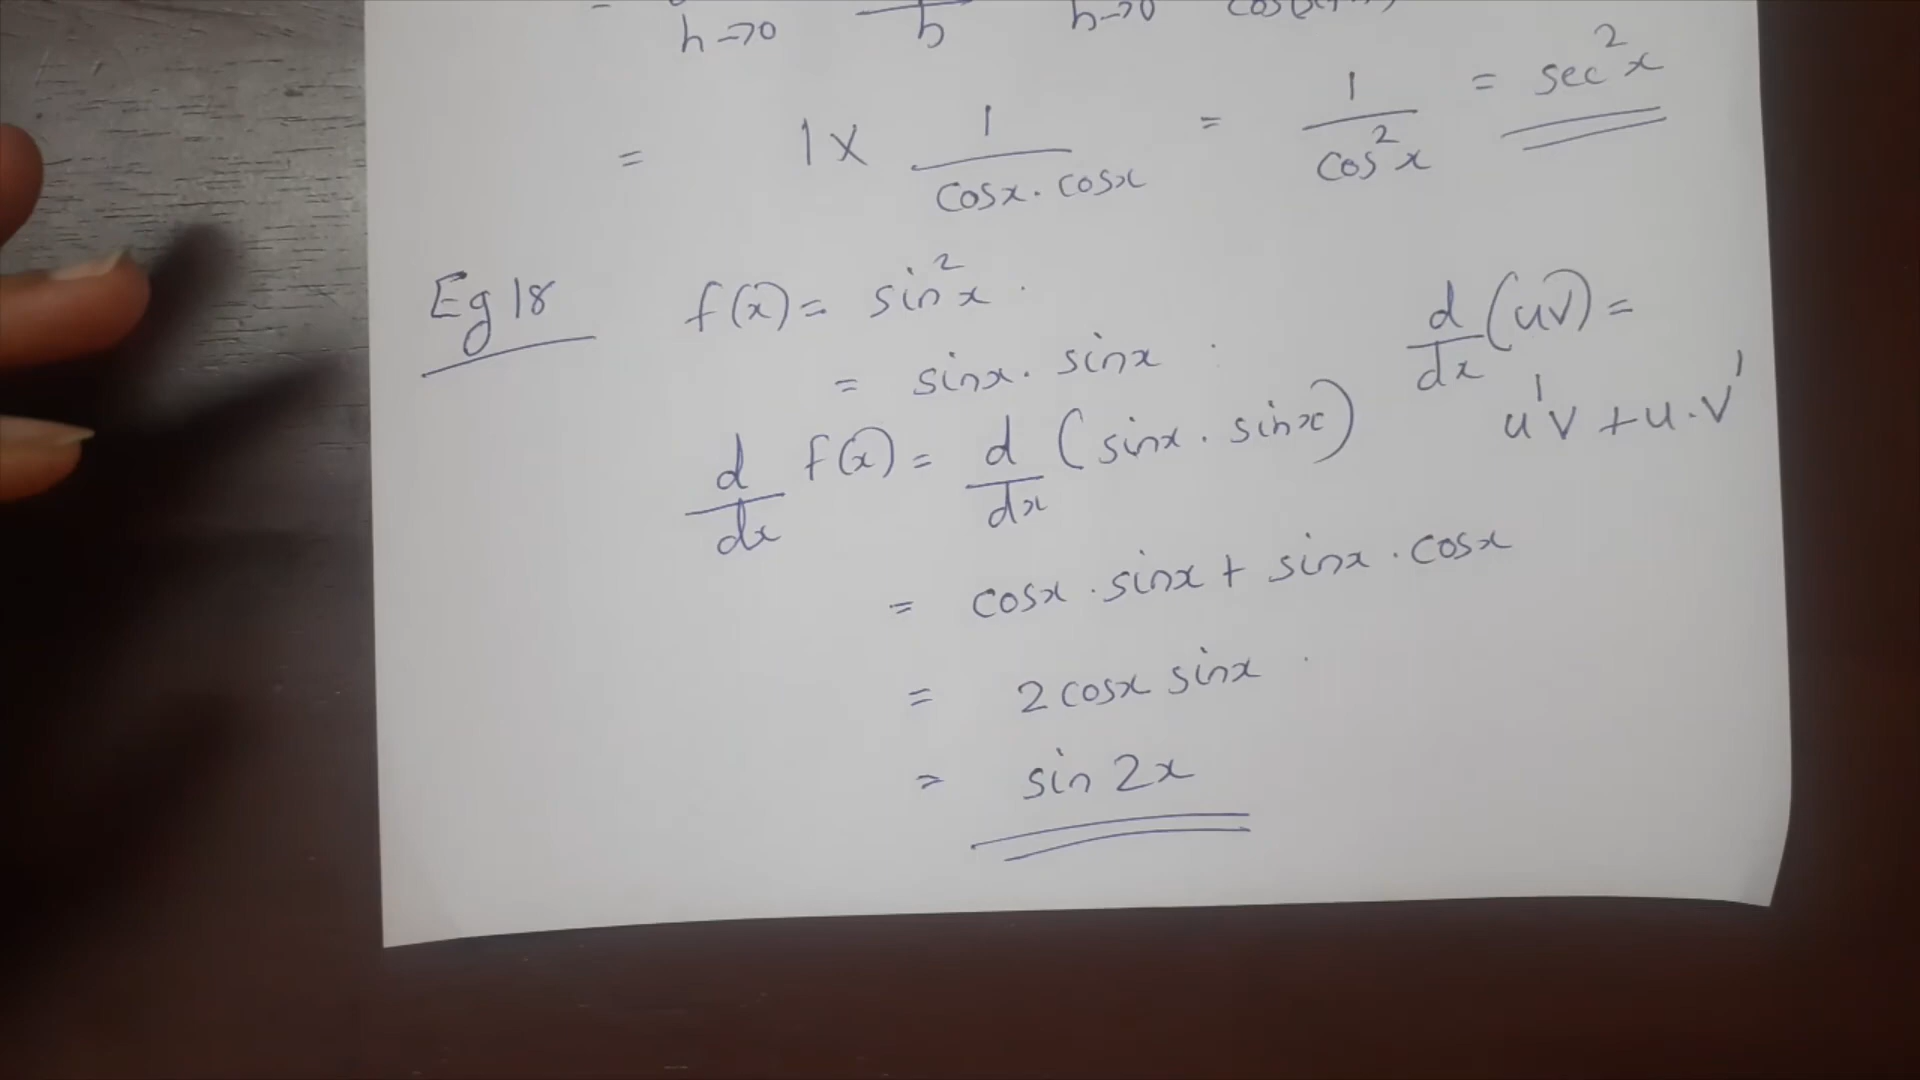 h→0 h h→0
= 1 × 1/(cosx . cosx) = 1/cos²x = sec²x
Eg 18 f(x) = sin²x .
= sinx . sinx
d/dx (uv) =
u'v + u . v'
d/dx f(x) = d/dx (sinx . sinx)
= cosx . sinx + sinx . cosx
= 2 cosx sinx
= sin 2x